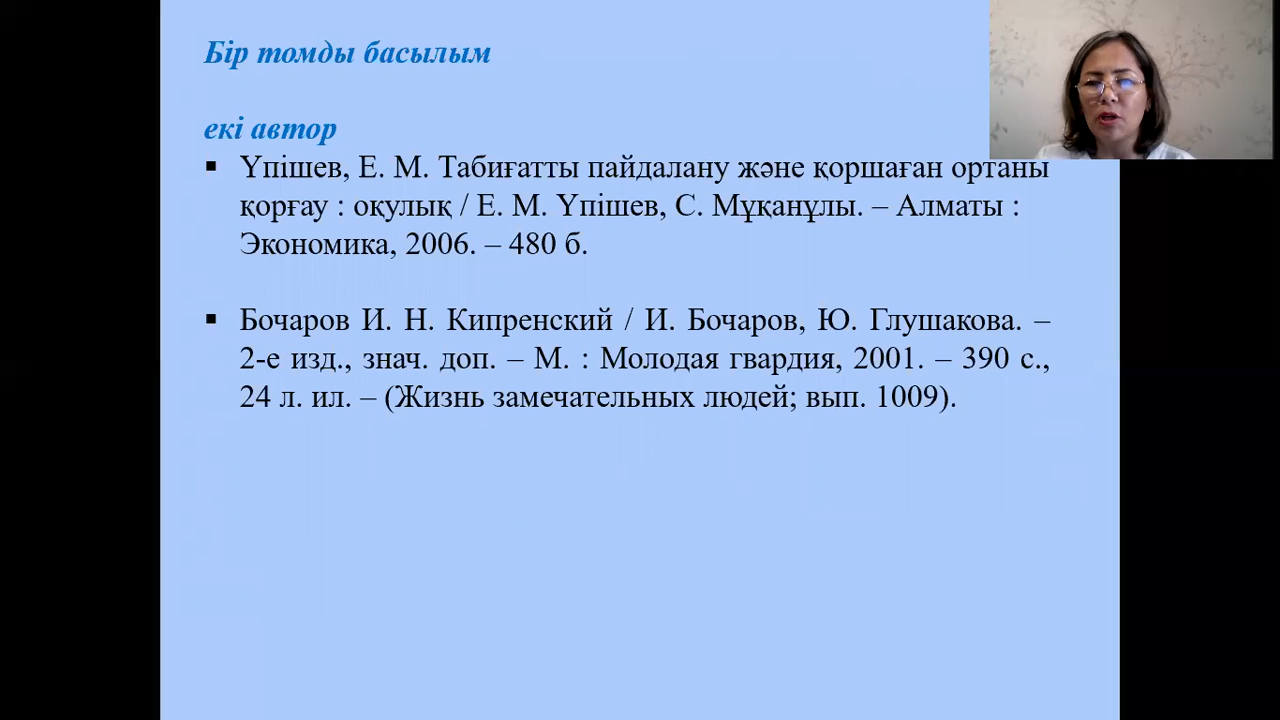 Бір томды басылым
екі автор
▪ Үпішев, Е. М. Табиғатты пайдалану және қоршаған ортаны
қорғау : оқулық / Е. М. Үпішев, С. Мұқанұлы. – Алматы :
Экономика, 2006. – 480 б.
▪ Бочаров И. Н. Кипренский / И. Бочаров, Ю. Глушакова. –
2-е изд., знач. доп. – М. : Молодая гвардия, 2001. – 390 с.,
24 л. ил. – (Жизнь замечательных людей; вып. 1009).